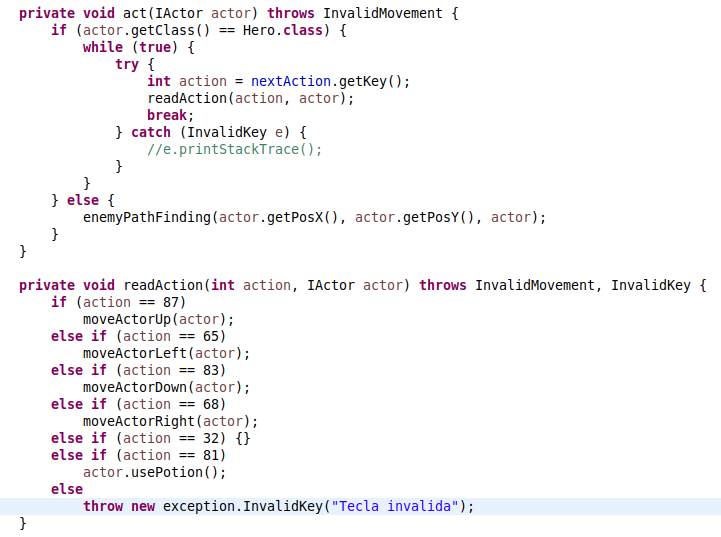 private void act(IActor actor) throws InvalidMovement {
    if (actor.getClass() == Hero.class) {
        while (true) {
            try {
                int action = nextAction.getKey();
                readAction(action, actor);
                break;
            } catch (InvalidKey e) {
                //e.printStackTrace();
            }
        }
    } else {
        enemyPathFinding(actor.getPosX(), actor.getPosY(), actor);
    }
}

private void readAction(int action, IActor actor) throws InvalidMovement, InvalidKey {
    if (action == 87)
        moveActorUp(actor);
    else if (action == 65)
        moveActorLeft(actor);
    else if (action == 83)
        moveActorDown(actor);
    else if (action == 68)
        moveActorRight(actor);
    else if (action == 32) {}
    else if (action == 81)
        actor.usePotion();
    else
        throw new exception.InvalidKey("Tecla invalida");
}